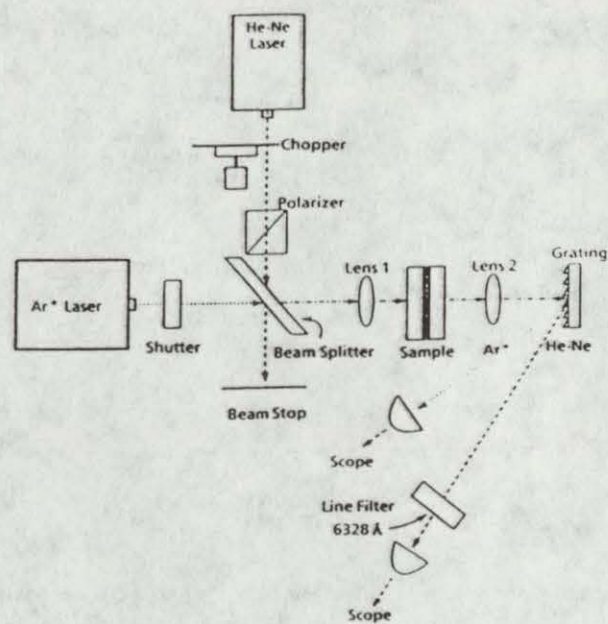 He-Ne
Laser
Chopper
Polarizer
Ar+ Laser
Shutter
Beam Splitter
Lens 1
Sample
Lens 2
Grating
Ar+
He-Ne
Beam Stop
Scope
Line Filter
6328 Å
Scope